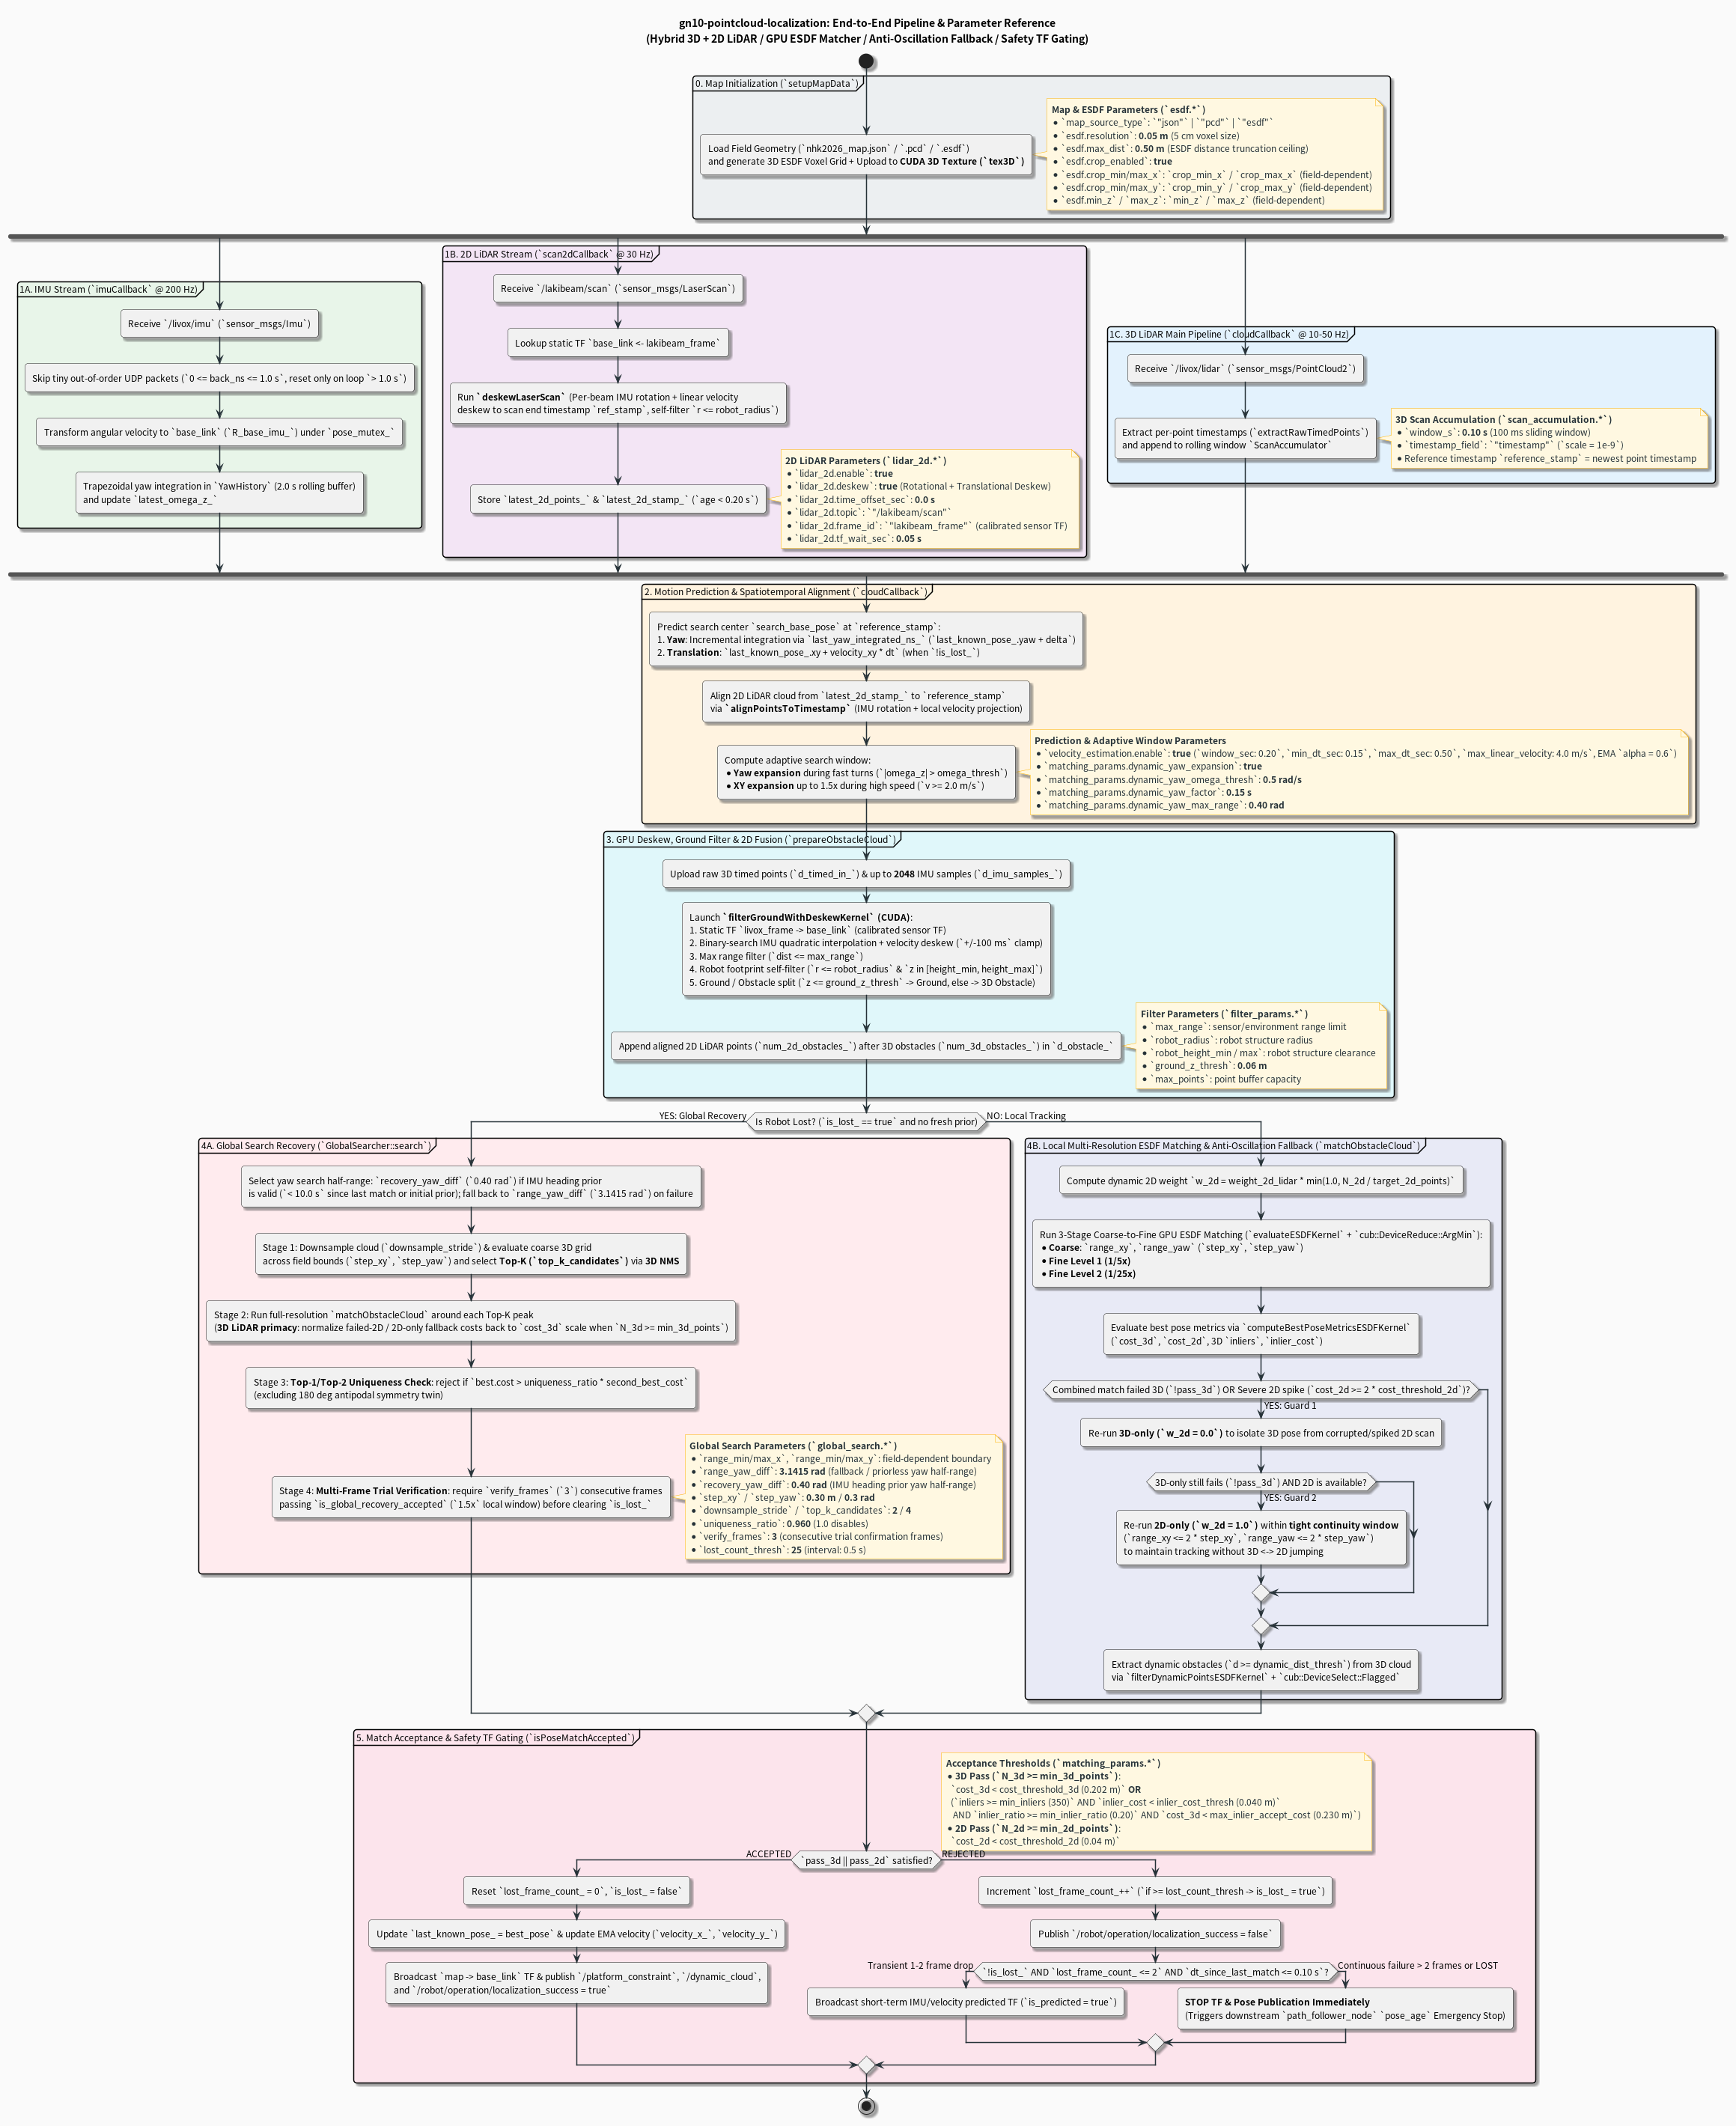 gn10-pointcloud-localization: End-to-End Pipeline & Parameter Reference
(Hybrid 3D + 2D LiDAR / GPU ESDF Matcher / Anti-Oscillation Fallback / Safety TF Gating)
0. Map Initialization (`setupMapData`)
Load Field Geometry (`nhk2026_map.json` / `.pcd` / `.esdf`)
and generate 3D ESDF Voxel Grid + Upload to CUDA 3D Texture (`tex3D`)
Map & ESDF Parameters (`esdf.*`)
• `map_source_type`: `"json"` | `"pcd"` | `"esdf"`
• `esdf.resolution`: 0.05 m (5 cm voxel size)
• `esdf.max_dist`: 0.50 m (ESDF distance truncation ceiling)
• `esdf.crop_enabled`: true
• `esdf.crop_min/max_x`: `crop_min_x` / `crop_max_x` (field-dependent)
• `esdf.crop_min/max_y`: `crop_min_y` / `crop_max_y` (field-dependent)
• `esdf.min_z` / `max_z`: `min_z` / `max_z` (field-dependent)
1A. IMU Stream (`imuCallback` @ 200 Hz)
Receive `/livox/imu` (`sensor_msgs/Imu`)
Skip tiny out-of-order UDP packets (`0 <= back_ns <= 1.0 s`, reset only on loop `> 1.0 s`)
Transform angular velocity to `base_link` (`R_base_imu_`) under `pose_mutex_`
Trapezoidal yaw integration in `YawHistory` (2.0 s rolling buffer)
and update `latest_omega_z_`
1B. 2D LiDAR Stream (`scan2dCallback` @ 30 Hz)
Receive `/lakibeam/scan` (`sensor_msgs/LaserScan`)
Lookup static TF `base_link <- lakibeam_frame`
Run `deskewLaserScan` (Per-beam IMU rotation + linear velocity
deskew to scan end timestamp `ref_stamp`, self-filter `r <= robot_radius`)
Store `latest_2d_points_` & `latest_2d_stamp_` (`age < 0.20 s`)
2D LiDAR Parameters (`lidar_2d.*`)
• `lidar_2d.enable`: true
• `lidar_2d.deskew`: true (Rotational + Translational Deskew)
• `lidar_2d.time_offset_sec`: 0.0 s
• `lidar_2d.topic`: `"/lakibeam/scan"`
• `lidar_2d.frame_id`: `"lakibeam_frame"` (calibrated sensor TF)
• `lidar_2d.tf_wait_sec`: 0.05 s
1C. 3D LiDAR Main Pipeline (`cloudCallback` @ 10-50 Hz)
Receive `/livox/lidar` (`sensor_msgs/PointCloud2`)
Extract per-point timestamps (`extractRawTimedPoints`)
and append to rolling window `ScanAccumulator`
3D Scan Accumulation (`scan_accumulation.*`)
• `window_s`: 0.10 s (100 ms sliding window)
• `timestamp_field`: `"timestamp"` (`scale = 1e-9`)
• Reference timestamp `reference_stamp` = newest point timestamp
2. Motion Prediction & Spatiotemporal Alignment (`cloudCallback`)
Predict search center `search_base_pose` at `reference_stamp`:
1. Yaw: Incremental integration via `last_yaw_integrated_ns_` (`last_known_pose_.yaw + delta`)
2. Translation: `last_known_pose_.xy + velocity_xy * dt` (when `!is_lost_`)
Align 2D LiDAR cloud from `latest_2d_stamp_` to `reference_stamp`
via `alignPointsToTimestamp` (IMU rotation + local velocity projection)
Compute adaptive search window:
• Yaw expansion during fast turns (`|omega_z| > omega_thresh`)
• XY expansion up to 1.5x during high speed (`v >= 2.0 m/s`)
Prediction & Adaptive Window Parameters
• `velocity_estimation.enable`: true (`window_sec: 0.20`, `min_dt_sec: 0.15`, `max_dt_sec: 0.50`, `max_linear_velocity: 4.0 m/s`, EMA `alpha = 0.6`)
• `matching_params.dynamic_yaw_expansion`: true
• `matching_params.dynamic_yaw_omega_thresh`: 0.5 rad/s
• `matching_params.dynamic_yaw_factor`: 0.15 s
• `matching_params.dynamic_yaw_max_range`: 0.40 rad
3. GPU Deskew, Ground Filter & 2D Fusion (`prepareObstacleCloud`)
Upload raw 3D timed points (`d_timed_in_`) & up to 2048 IMU samples (`d_imu_samples_`)
Launch `filterGroundWithDeskewKernel` (CUDA):
1. Static TF `livox_frame -> base_link` (calibrated sensor TF)
2. Binary-search IMU quadratic interpolation + velocity deskew (`+/-100 ms` clamp)
3. Max range filter (`dist <= max_range`)
4. Robot footprint self-filter (`r <= robot_radius` & `z in [height_min, height_max]`)
5. Ground / Obstacle split (`z <= ground_z_thresh` -> Ground, else -> 3D Obstacle)
Append aligned 2D LiDAR points (`num_2d_obstacles_`) after 3D obstacles (`num_3d_obstacles_`) in `d_obstacle_`
Filter Parameters (`filter_params.*`)
• `max_range`: sensor/environment range limit
• `robot_radius`: robot structure radius
• `robot_height_min / max`: robot structure clearance
• `ground_z_thresh`: 0.06 m
• `max_points`: point buffer capacity
YES: Global Recovery
Is Robot Lost? (`is_lost_ == true` and no fresh prior)
NO: Local Tracking
4A. Global Search Recovery (`GlobalSearcher::search`)
Select yaw search half-range: `recovery_yaw_diff` (`0.40 rad`) if IMU heading prior
is valid (`< 10.0 s` since last match or initial prior); fall back to `range_yaw_diff` (`3.1415 rad`) on failure
Stage 1: Downsample cloud (`downsample_stride`) & evaluate coarse 3D grid
across field bounds (`step_xy`, `step_yaw`) and select Top-K (`top_k_candidates`) via 3D NMS
Stage 2: Run full-resolution `matchObstacleCloud` around each Top-K peak
(3D LiDAR primacy: normalize failed-2D / 2D-only fallback costs back to `cost_3d` scale when `N_3d >= min_3d_points`)
Stage 3: Top-1/Top-2 Uniqueness Check: reject if `best.cost > uniqueness_ratio * second_best_cost`
(excluding 180 deg antipodal symmetry twin)
Stage 4: Multi-Frame Trial Verification: require `verify_frames` (`3`) consecutive frames
passing `is_global_recovery_accepted` (`1.5x` local window) before clearing `is_lost_`
Global Search Parameters (`global_search.*`)
• `range_min/max_x`, `range_min/max_y`: field-dependent boundary
• `range_yaw_diff`: 3.1415 rad (fallback / priorless yaw half-range)
• `recovery_yaw_diff`: 0.40 rad (IMU heading prior yaw half-range)
• `step_xy` / `step_yaw`: 0.30 m / 0.3 rad
• `downsample_stride` / `top_k_candidates`: 2 / 4
• `uniqueness_ratio`: 0.960 (1.0 disables)
• `verify_frames`: 3 (consecutive trial confirmation frames)
• `lost_count_thresh`: 25 (interval: 0.5 s)
4B. Local Multi-Resolution ESDF Matching & Anti-Oscillation Fallback (`matchObstacleCloud`)
Compute dynamic 2D weight `w_2d = weight_2d_lidar * min(1.0, N_2d / target_2d_points)`
Run 3-Stage Coarse-to-Fine GPU ESDF Matching (`evaluateESDFKernel` + `cub::DeviceReduce::ArgMin`):
• Coarse: `range_xy`, `range_yaw` (`step_xy`, `step_yaw`)
• Fine Level 1 (1/5x)
• Fine Level 2 (1/25x)
Evaluate best pose metrics via `computeBestPoseMetricsESDFKernel`
(`cost_3d`, `cost_2d`, 3D `inliers`, `inlier_cost`)
Combined match failed 3D (`!pass_3d`) OR Severe 2D spike (`cost_2d >= 2 * cost_threshold_2d`)?
YES: Guard 1
Re-run 3D-only (`w_2d = 0.0`) to isolate 3D pose from corrupted/spiked 2D scan
3D-only still fails (`!pass_3d`) AND 2D is available?
YES: Guard 2
Re-run 2D-only (`w_2d = 1.0`) within tight continuity window
(`range_xy <= 2 * step_xy`, `range_yaw <= 2 * step_yaw`)
to maintain tracking without 3D <-> 2D jumping
Extract dynamic obstacles (`d >= dynamic_dist_thresh`) from 3D cloud
via `filterDynamicPointsESDFKernel` + `cub::DeviceSelect::Flagged`
5. Match Acceptance & Safety TF Gating (`isPoseMatchAccepted`)
Acceptance Thresholds (`matching_params.*`)
• 3D Pass (`N_3d >= min_3d_points`):
`cost_3d < cost_threshold_3d (0.202 m)` OR
(`inliers >= min_inliers (350)` AND `inlier_cost < inlier_cost_thresh (0.040 m)`
AND `inlier_ratio >= min_inlier_ratio (0.20)` AND `cost_3d < max_inlier_accept_cost (0.230 m)`)
• 2D Pass (`N_2d >= min_2d_points`):
`cost_2d < cost_threshold_2d (0.04 m)`
ACCEPTED
`pass_3d || pass_2d` satisfied?
REJECTED
Reset `lost_frame_count_ = 0`, `is_lost_ = false`
Update `last_known_pose_ = best_pose` & update EMA velocity (`velocity_x_`, `velocity_y_`)
Broadcast `map -> base_link` TF & publish `/platform_constraint`, `/dynamic_cloud`,
and `/robot/operation/localization_success = true`
Increment `lost_frame_count_++` (`if >= lost_count_thresh -> is_lost_ = true`)
Publish `/robot/operation/localization_success = false`
Transient 1-2 frame drop
`!is_lost_` AND `lost_frame_count_ <= 2` AND `dt_since_last_match <= 0.10 s`?
Continuous failure > 2 frames or LOST
Broadcast short-term IMU/velocity predicted TF (`is_predicted = true`)
STOP TF & Pose Publication Immediately
(Triggers downstream `path_follower_node` `pose_age` Emergency Stop)